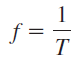 f = 1/T